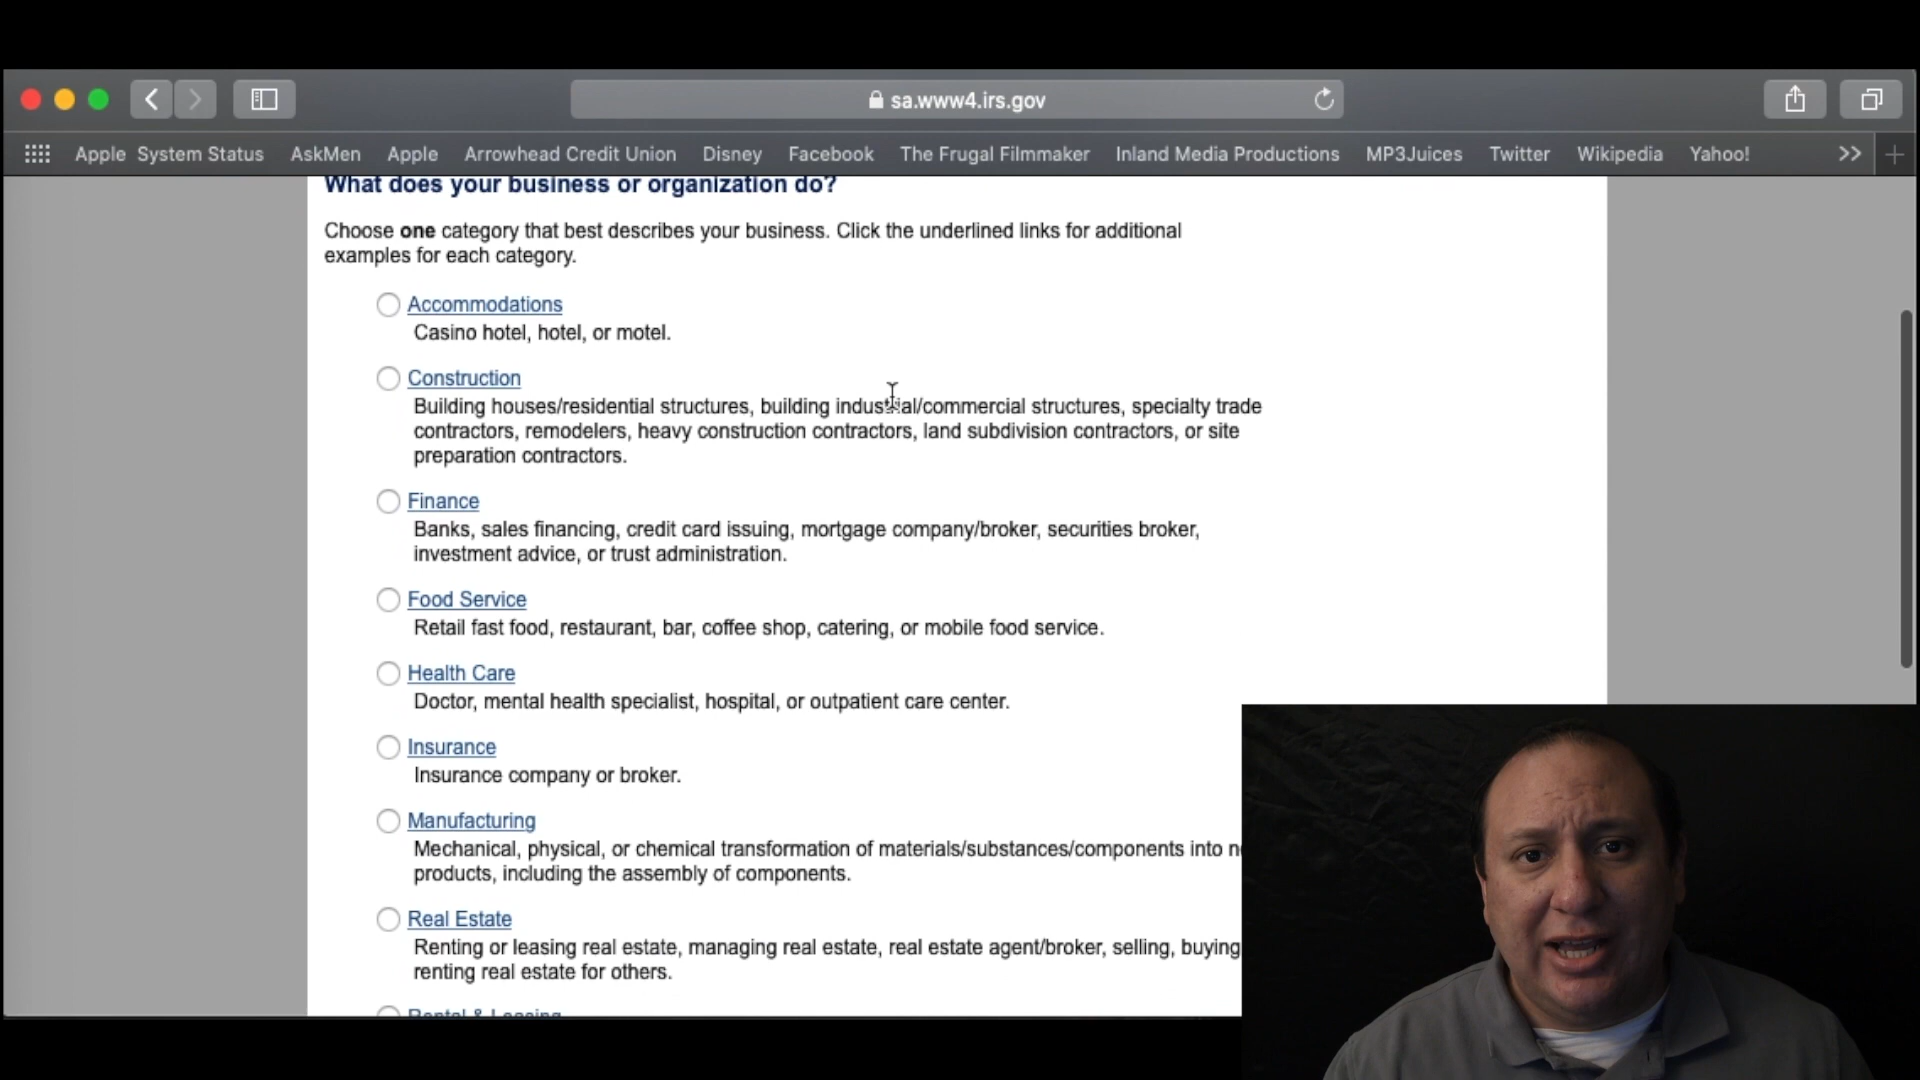 sa.www4.irs.gov
Apple System Status AskMen Apple Arrowhead Credit Union Disney Facebook The Frugal Filmmaker Inland Media Productions MP3Juices Twitter Wikipedia Yahoo!
What does your business or organization do?
Choose one category that best describes your business. Click the underlined links for additional
examples for each category.
Accommodations
Casino hotel, hotel, or motel.
Construction
Building houses/residential structures, building industrial/commercial structures, specialty trade
contractors, remodelers, heavy construction contractors, land subdivision contractors, or site
preparation contractors.
Finance
Banks, sales financing, credit card issuing, mortgage company/broker, securities broker,
investment advice, or trust administration.
Food Service
Retail fast food, restaurant, bar, coffee shop, catering, or mobile food service.
Health Care
Doctor, mental health specialist, hospital, or outpatient care center.
Insurance
Insurance company or broker.
Manufacturing
Mechanical, physical, or chemical transformation of materials/substances/components into
products, including the assembly of components.
Real Estate
Renting or leasing real estate, managing real estate, real estate agent/broker, selling, buying
renting real estate for others.
Rental & Leasing